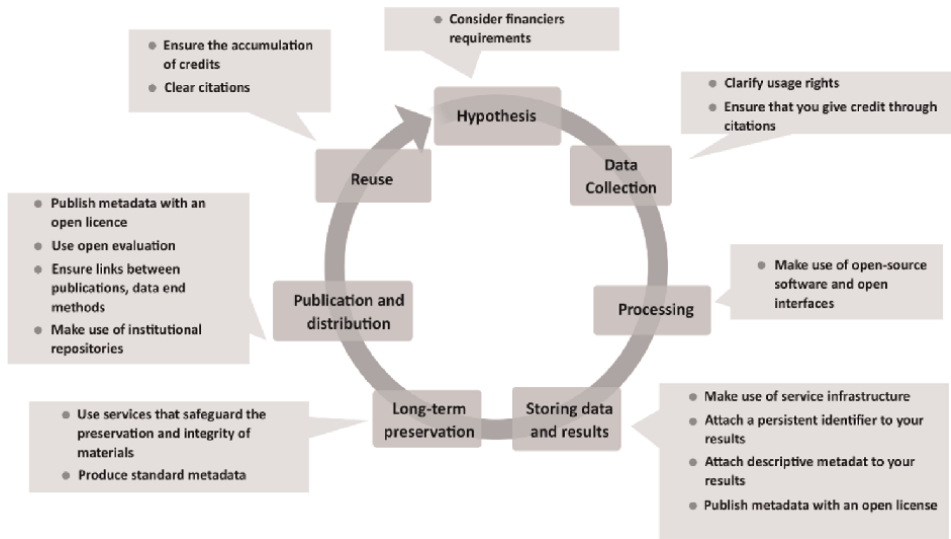 Consider financiers
requirements
Hypothesis
Clarify usage rights
Ensure that you give credit through
citations
Data
Collection
Make use of open-source
software and open
interfaces
Processing
Make use of service infrastructure
Attach a persistent identifier to your
results
Attach descriptive metadat to your
results
Publish metadata with an open license
Storing data
and results
Long-term
preservation
Use services that safeguard the
preservation and integrity of
materials
Produce standard metadata
Publication and
distribution
Publish metadata with an
open licence
Use open evaluation
Ensure links between
publications, data end
methods
Make use of institutional
repositories
Reuse
Ensure the accumulation
of credits
Clear citations